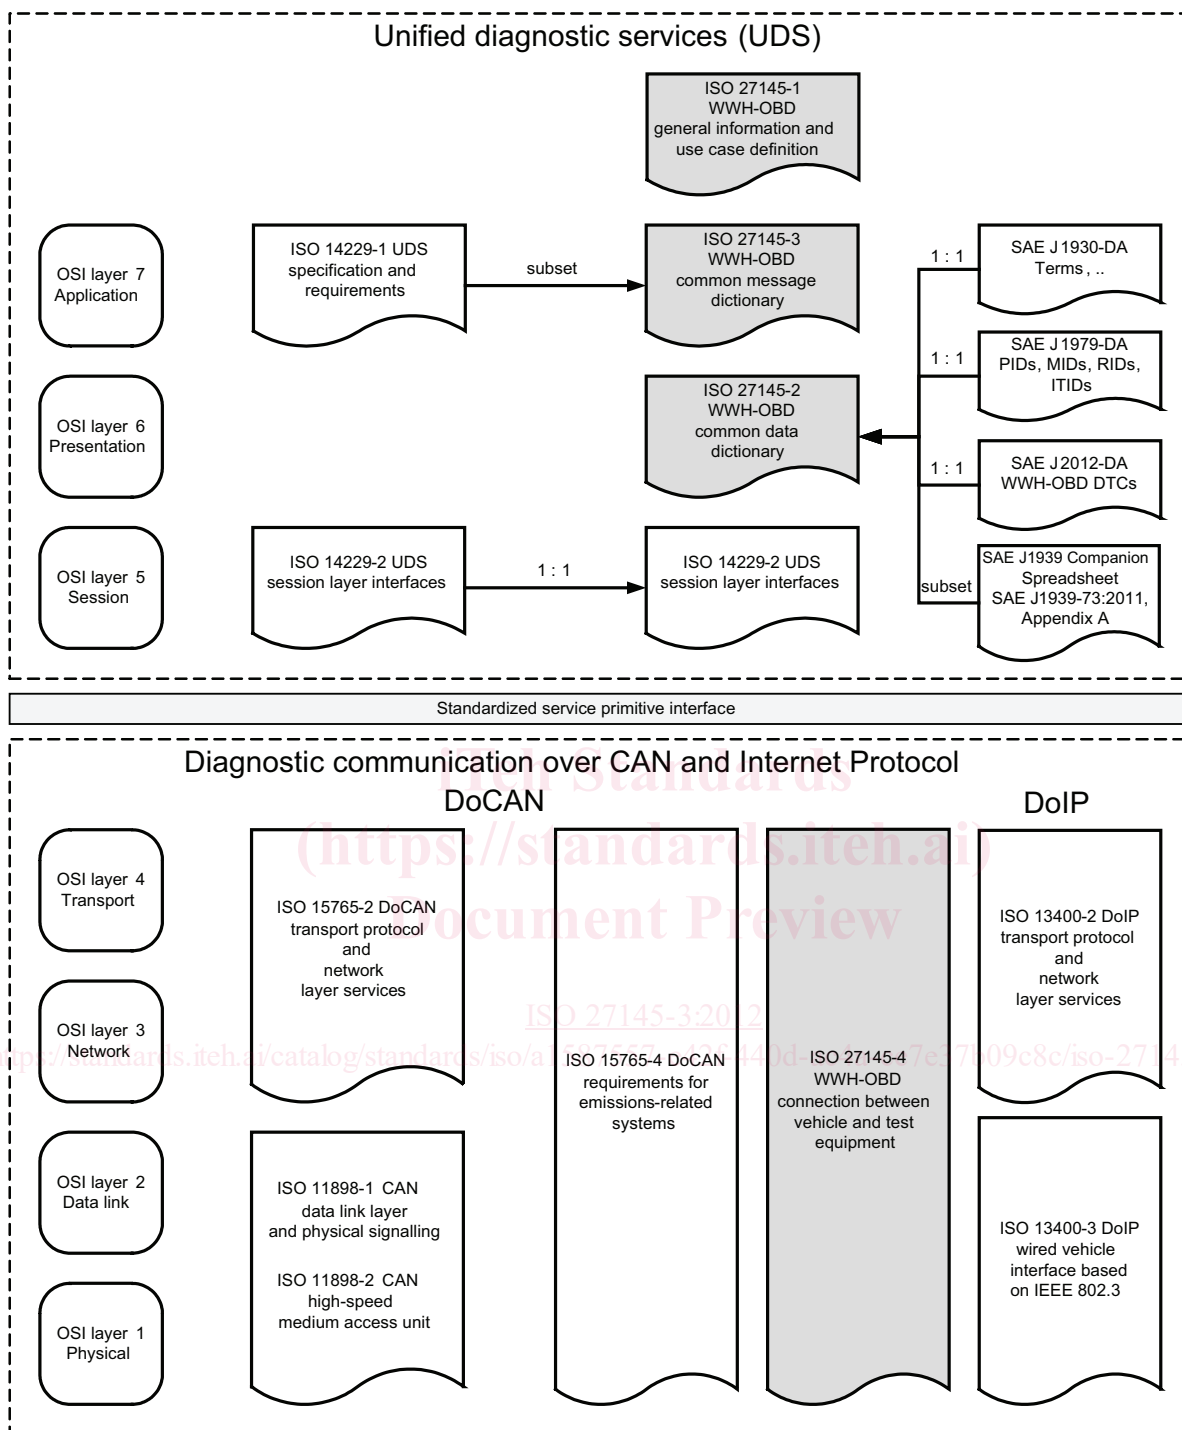 Unified diagnostic services (UDS)
ISO 27145-1
WWH-OBD
general information and
use case definition
OSI layer 7
Application
ISO 14229-1 UDS
specification and
requirements
subset
ISO 27145-3
WWH-OBD
common message
dictionary
1 : 1
SAE J1930-DA
Terms, ..
1 : 1
SAE J1979-DA
PIDs, MIDs, RIDs,
ITIDs
OSI layer 6
Presentation
ISO 27145-2
WWH-OBD
common data
dictionary
1 : 1
SAE J2012-DA
WWH-OBD DTCs
OSI layer 5
Session
ISO 14229-2 UDS
session layer interfaces
1 : 1
ISO 14229-2 UDS
session layer interfaces
subset
SAE J1939 Companion
Spreadsheet
SAE J1939-73:2011,
Appendix A
Standardized service primitive interface
Diagnostic communication over CAN and Internet Protocol
iTeh Standards
DoCAN
DoIP
(https://standards.iteh.ai)
Document Preview
OSI layer 4
Transport
ISO 15765-2 DoCAN
transport protocol
and
network
layer services
ISO 13400-2 DoIP
transport protocol
and
network
layer services
ISO 27145-3:2012
OSI layer 3
Network
ISO 15765-4 DoCAN
requirements for
emissions-related
systems
ISO 27145-4
WWH-OBD
connection between
vehicle and test
equipment
OSI layer 2
Data link
ISO 11898-1 CAN
data link layer
and physical signalling
ISO 11898-2 CAN
high-speed
medium access unit
ISO 13400-3 DoIP
wired vehicle
interface based
on IEEE 802.3
OSI layer 1
Physical